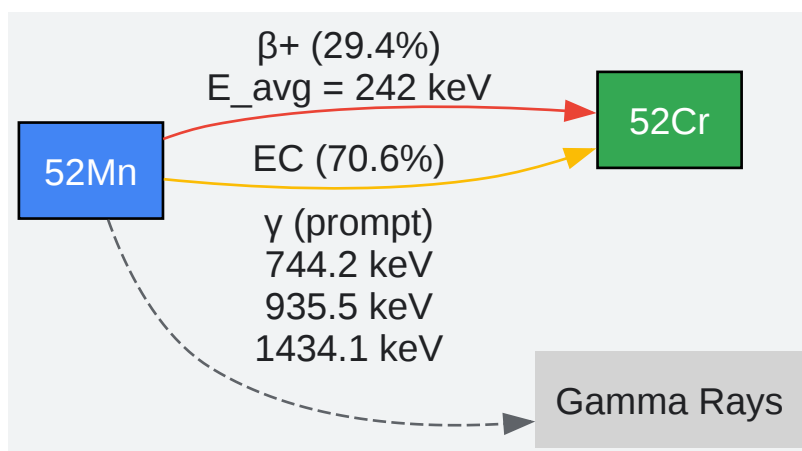 β+ (29.4%)
E_avg = 242 keV
52Cr
52Mn
EC (70.6%)
γ (prompt)
744.2 keV
935.5 keV
1434.1 keV
Gamma Rays